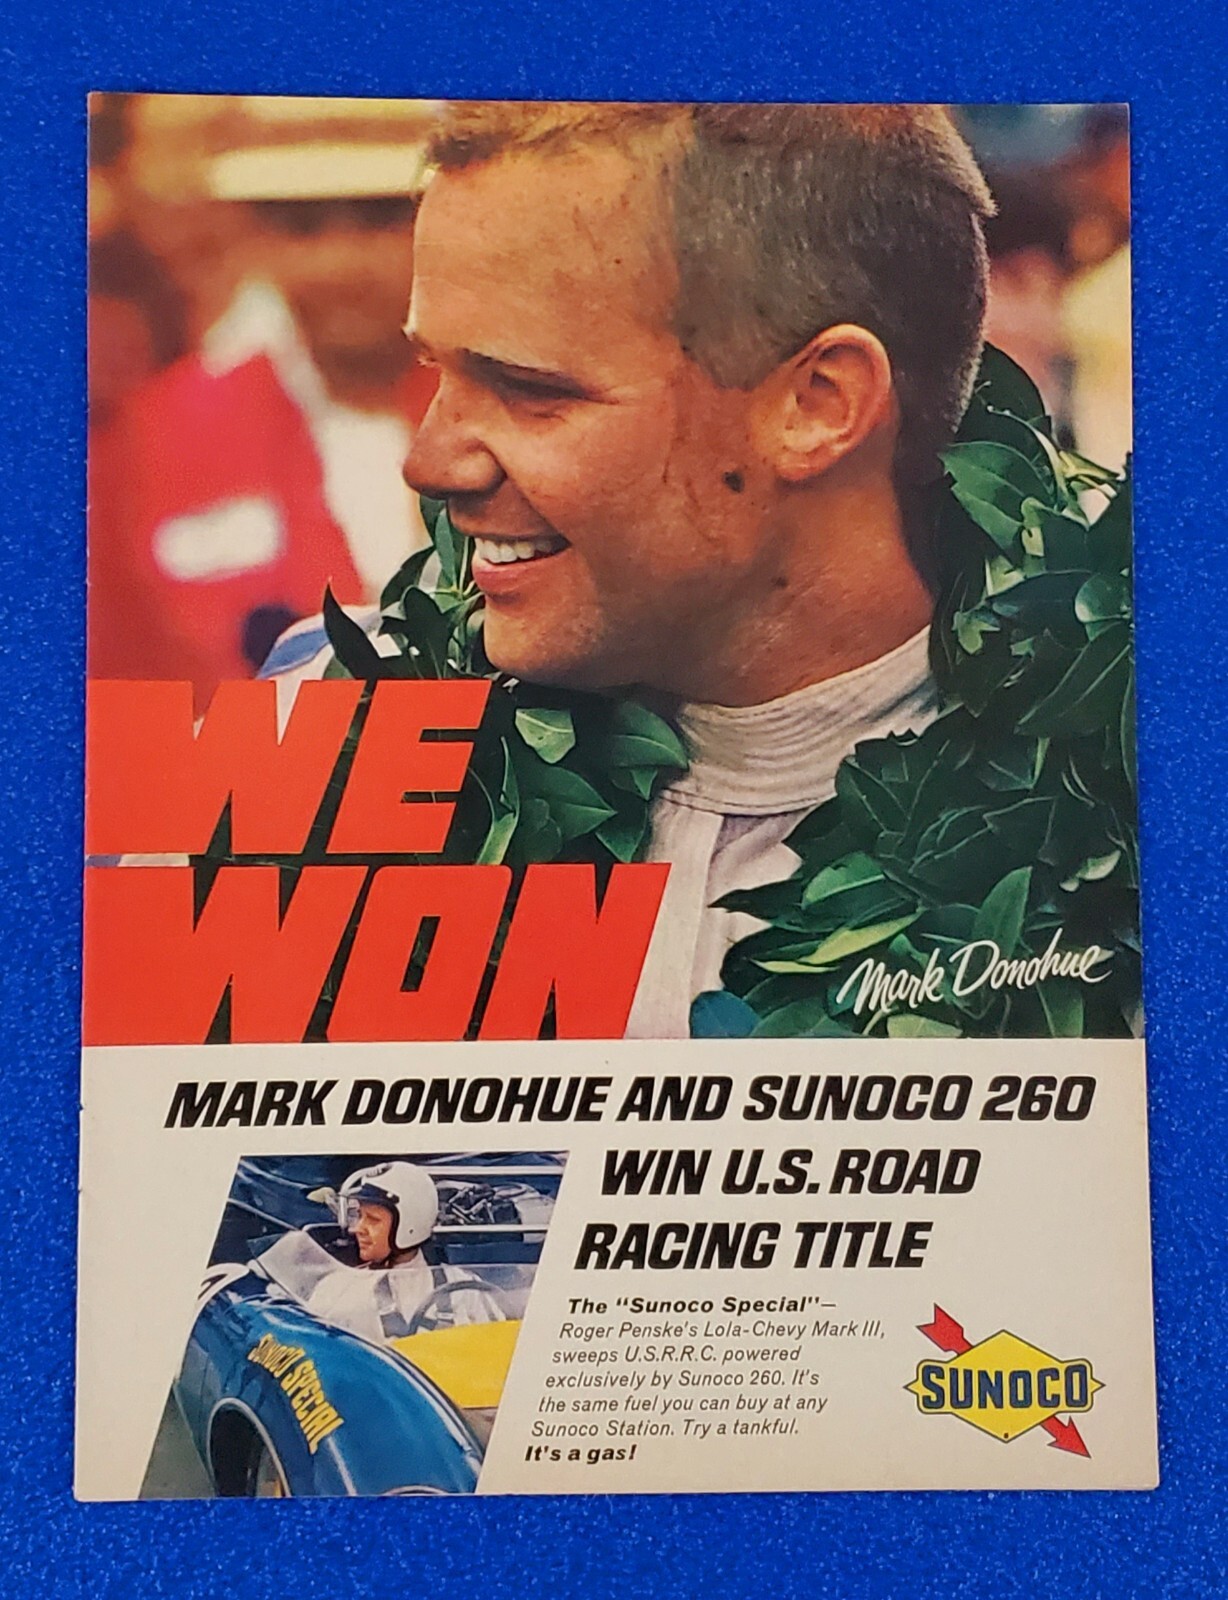 WE
WON
Mark Donohue
MARK DONOHUE AND SUNOCO 260
WIN U.S. ROAD
RACING TITLE
SUNOCO SPECIAL
The "Sunoco Special"—
Roger Penske's Lola-Chevy Mark III,
sweeps U.S.R.R.C. powered
exclusively by Sunoco 260. It's
the same fuel you can buy at any
Sunoco Station. Try a tankful.
It's a gas!
SUNOCO